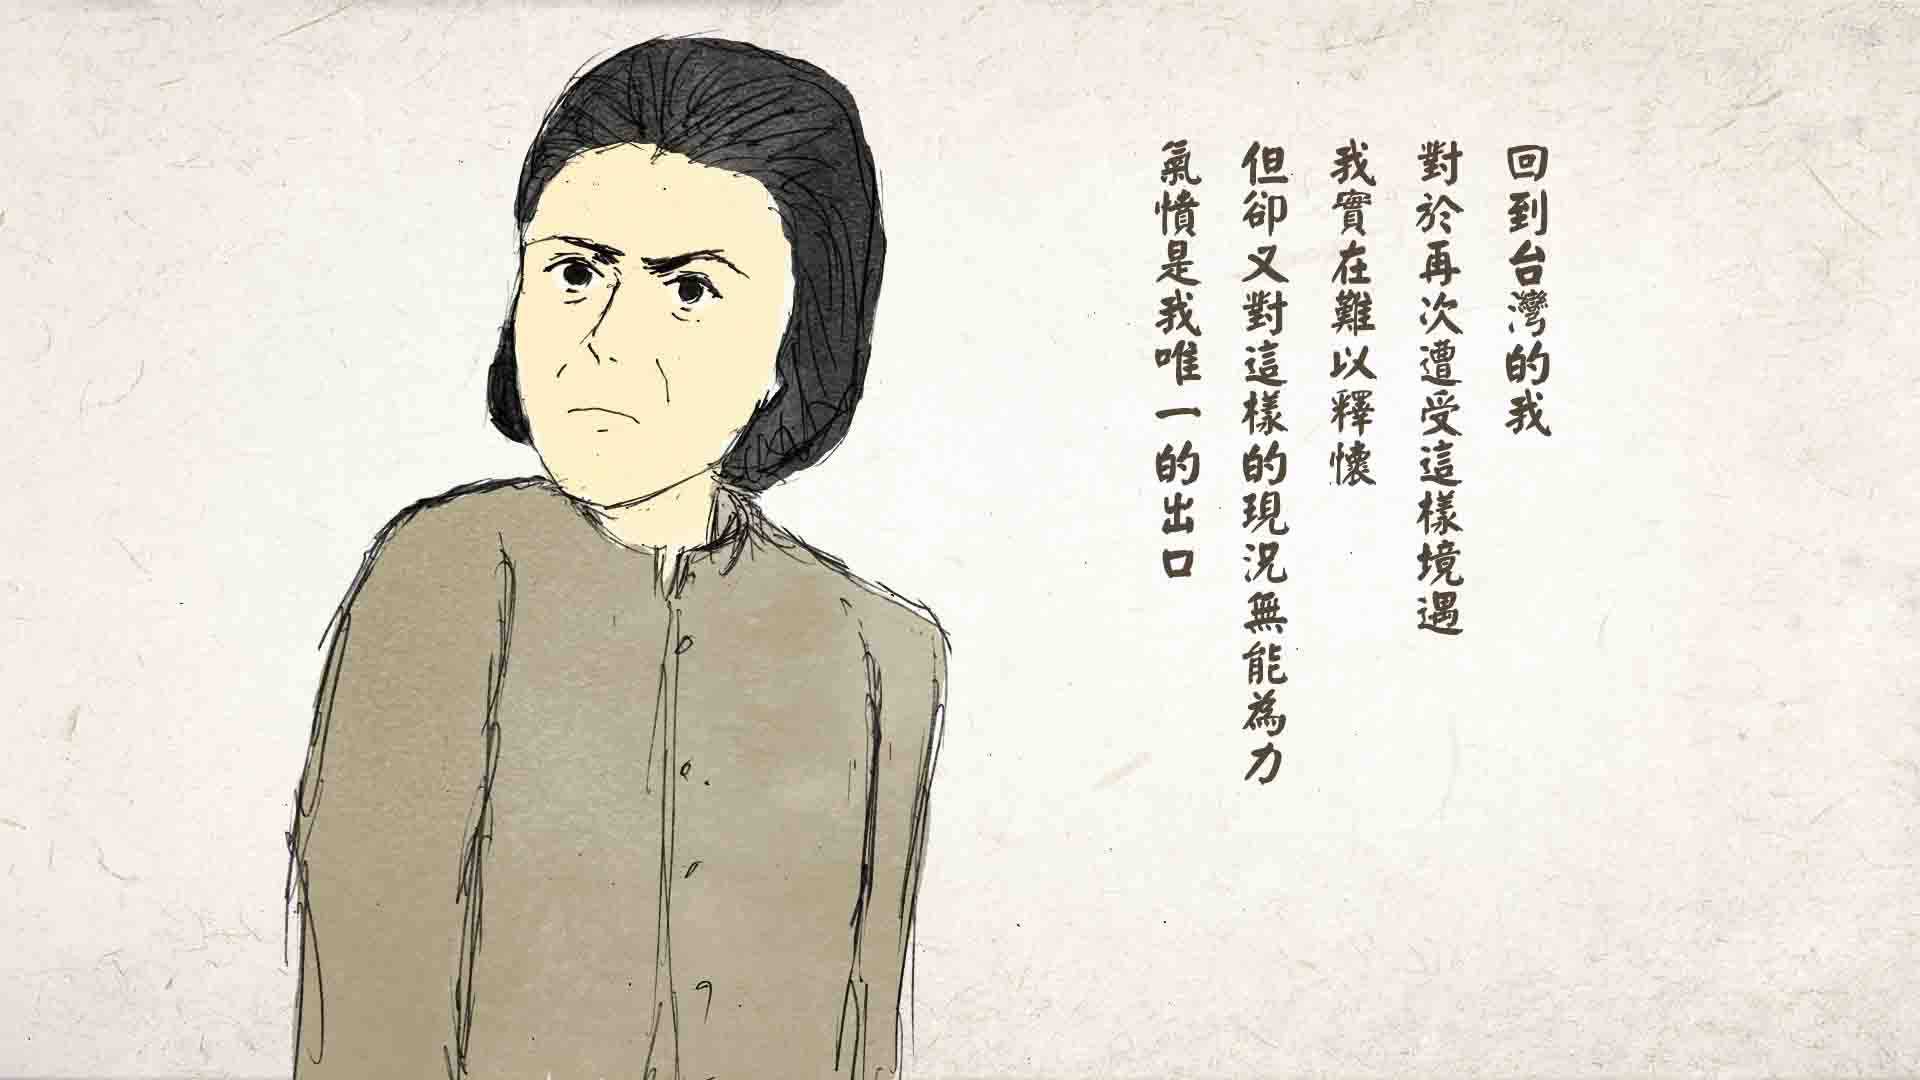 回到台灣的我
對於再次遭受這樣境遇
我實在難以釋懷
但卻又對這樣的現況無能為力
氣憤是我唯一的出口